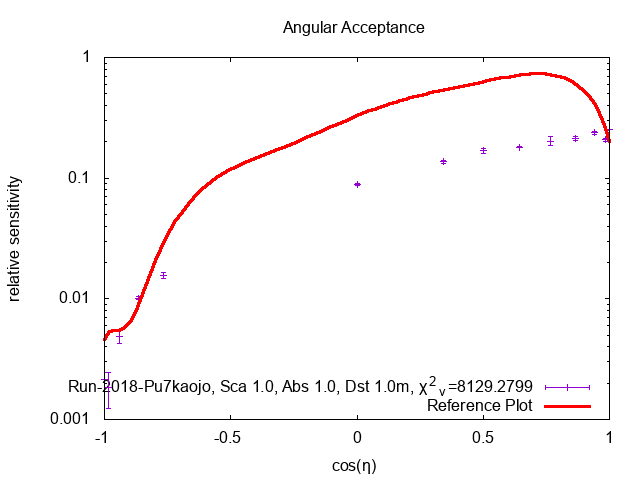 Angular Acceptance
1
0.1
0.01
0.001
relative sensitivity
Run-2018-Pu7kaojo, Sca 1.0, Abs 1.0, Dst 1.0m, χ²ᵥ=8129.2799
Reference Plot
-1 -0.5 0 0.5 1
cos(η)